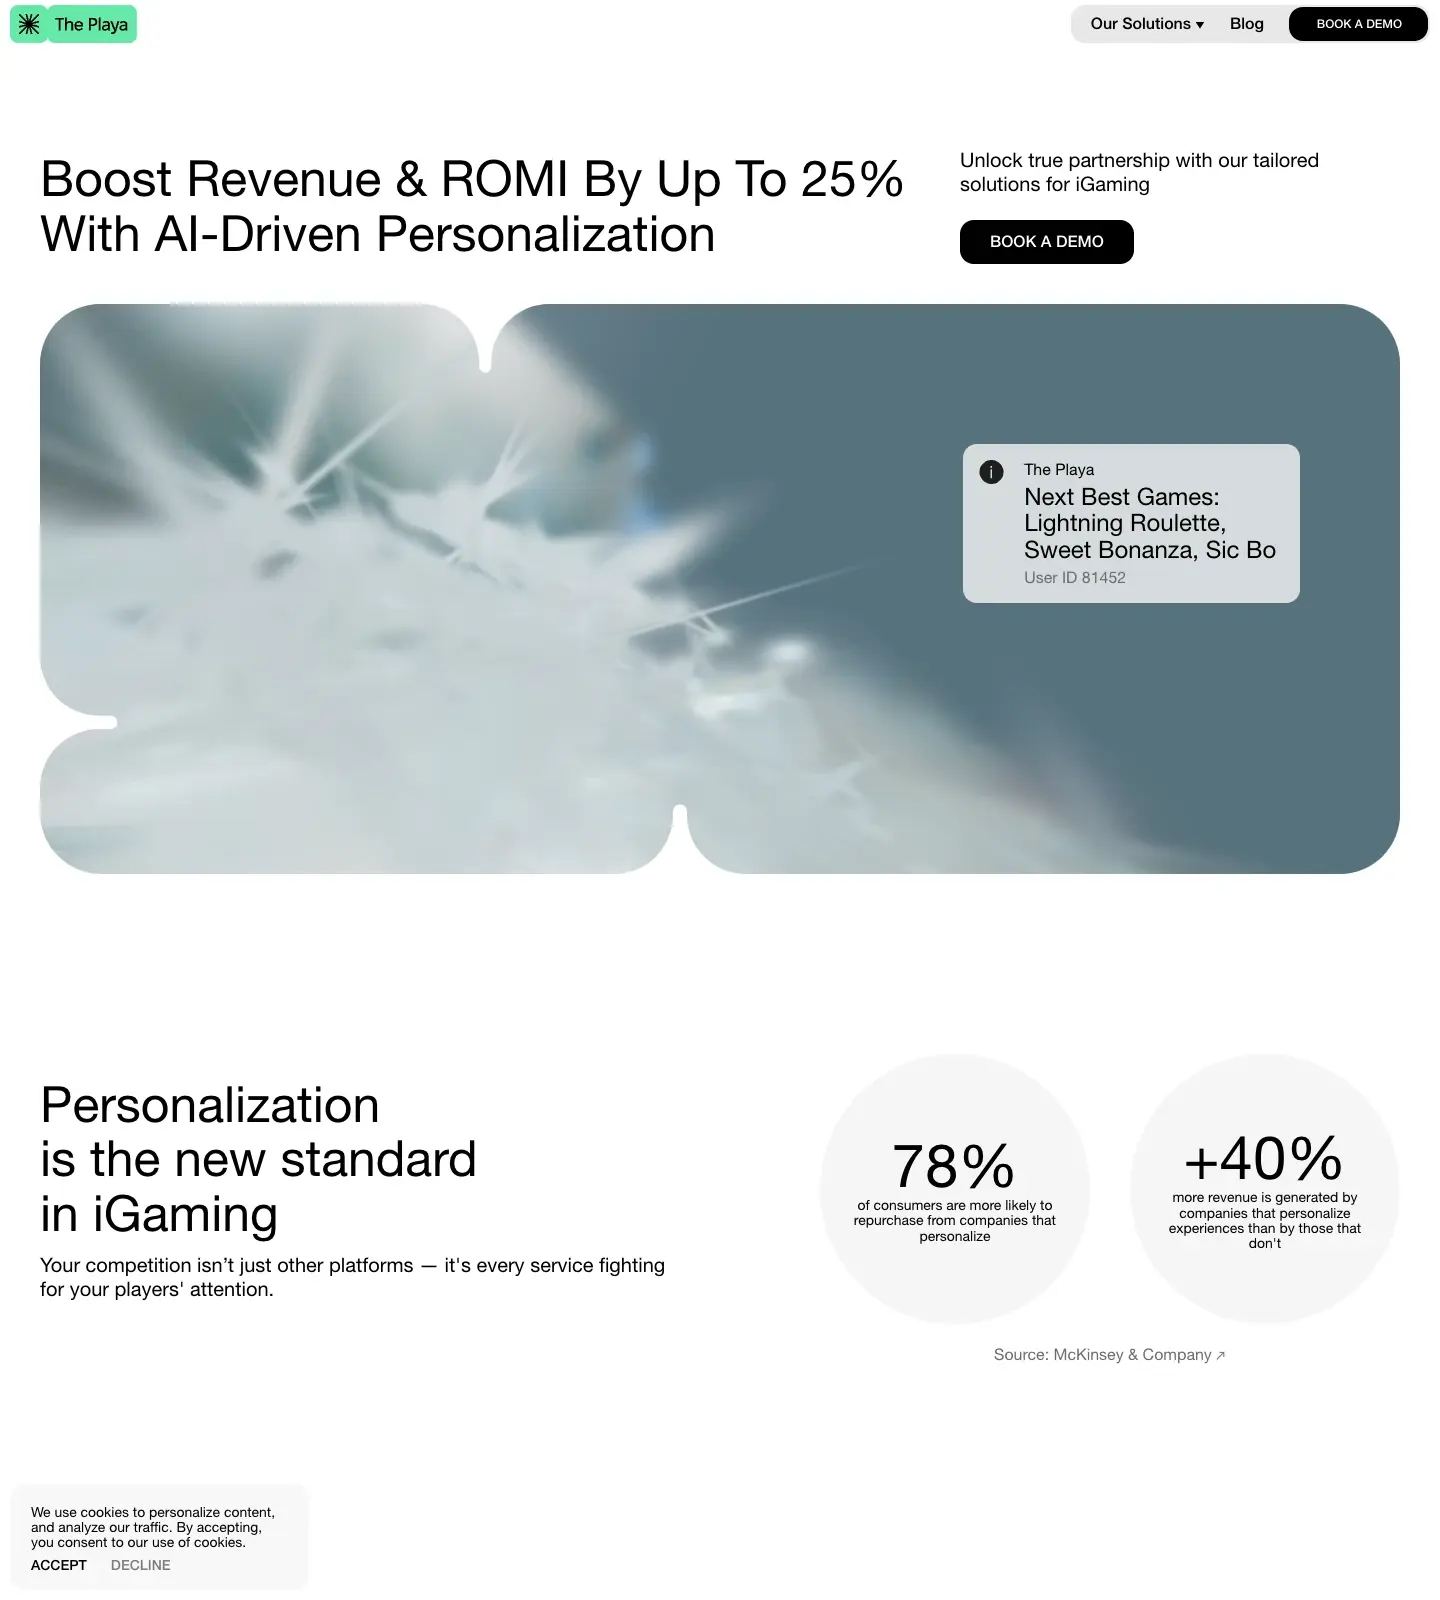 The Playa
Our Solutions ▾
Blog
BOOK A DEMO
Boost Revenue & ROMI By Up To 25%
With AI-Driven Personalization
Unlock true partnership with our tailored
solutions for iGaming
BOOK A DEMO
i
The Playa
Next Best Games:
Lightning Roulette,
Sweet Bonanza, Sic Bo
User ID 81452
Personalization
is the new standard
in iGaming
Your competition isn’t just other platforms — it's every service fighting
for your players' attention.
78%
of consumers are more likely to
repurchase from companies that
personalize
+40%
more revenue is generated by
companies that personalize
experiences than by those that
don't
Source: McKinsey & Company ↗
We use cookies to personalize content,
and analyze our traffic. By accepting,
you consent to our use of cookies.
ACCEPT
DECLINE